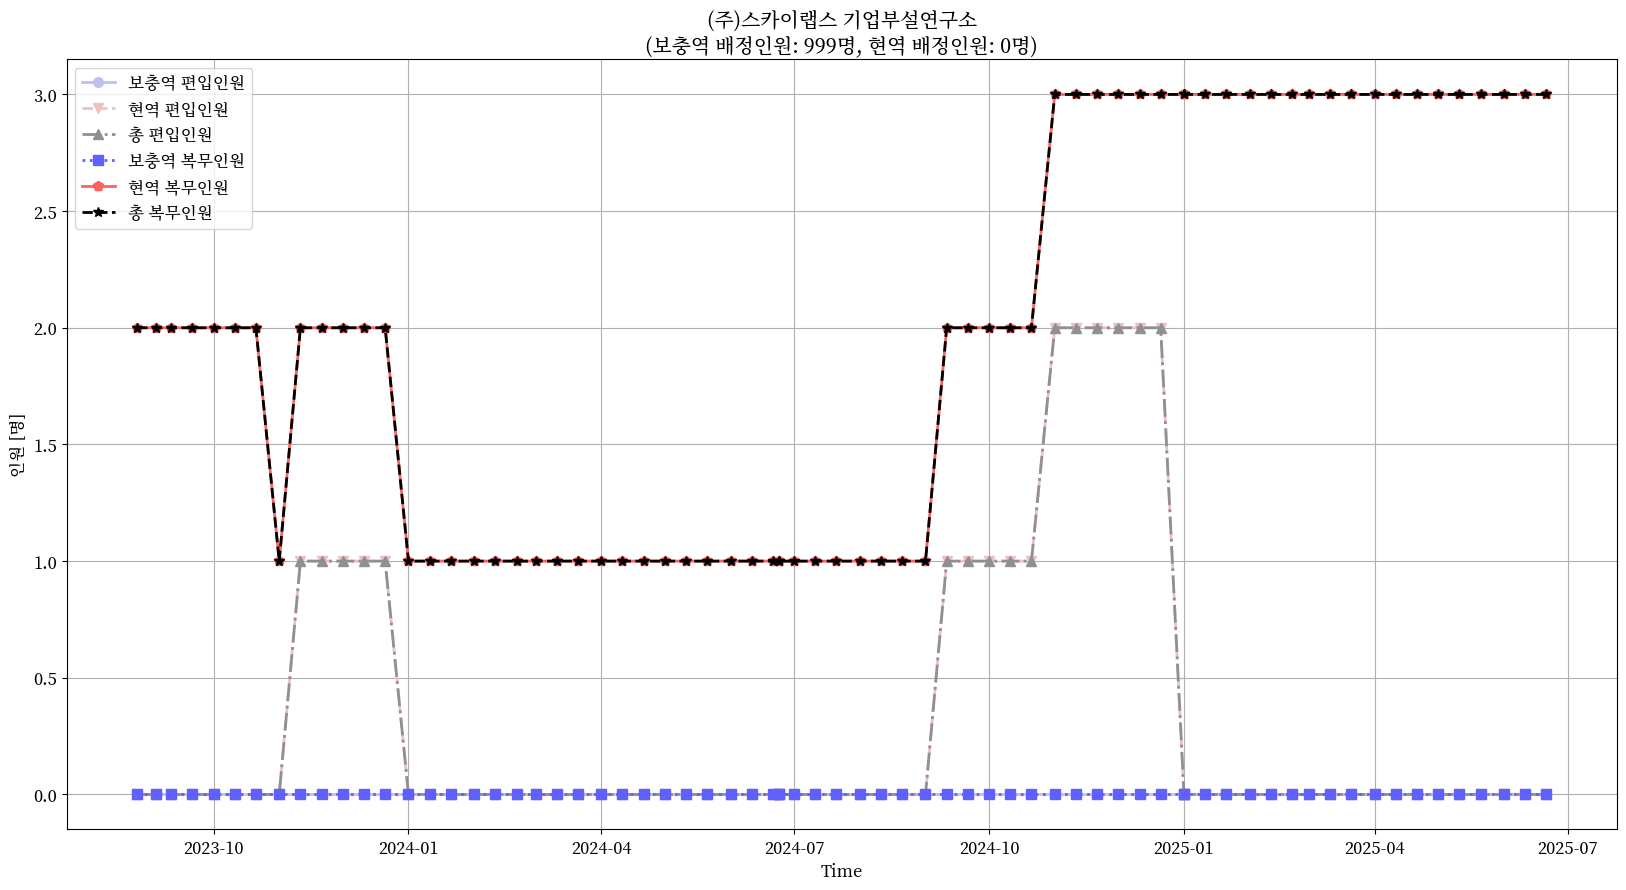 (주)스카이랩스 기업부설연구소
(보충역 배정인원: 999명, 현역 배정인원: 0명)
보충역 편입인원
현역 편입인원
총 편입인원
보충역 복무인원
현역 복무인원
총 복무인원
3.0
2.5
2.0
1.5
1.0
0.5
0.0
인원 [명]
2023-10
2024-01
2024-04
2024-07
2024-10
2025-01
2025-04
2025-07
Time